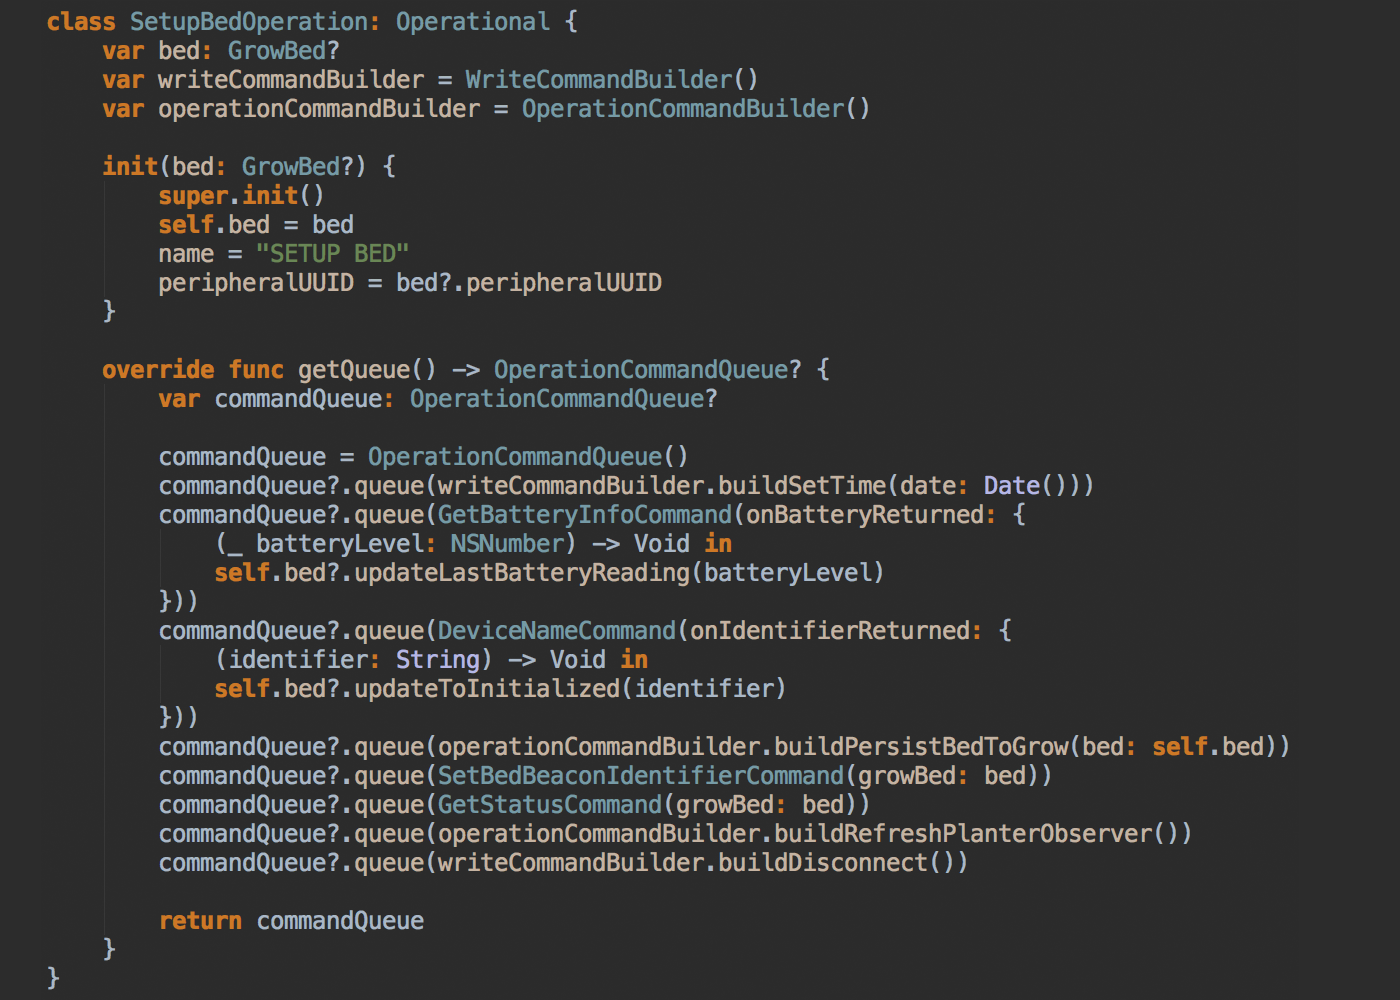 class SetupBedOperation: Operational {
    var bed: GrowBed?
    var writeCommandBuilder = WriteCommandBuilder()
    var operationCommandBuilder = OperationCommandBuilder()

    init(bed: GrowBed?) {
        super.init()
        self.bed = bed
        name = "SETUP BED"
        peripheralUUID = bed?.peripheralUUID
    }

    override func getQueue() -> OperationCommandQueue? {
        var commandQueue: OperationCommandQueue?

        commandQueue = OperationCommandQueue()
        commandQueue?.queue(writeCommandBuilder.buildSetTime(date: Date()))
        commandQueue?.queue(GetBatteryInfoCommand(onBatteryReturned: {
            (_ batteryLevel: NSNumber) -> Void in
            self.bed?.updateLastBatteryReading(batteryLevel)
        }))
        commandQueue?.queue(DeviceNameCommand(onIdentifierReturned: {
            (identifier: String) -> Void in
            self.bed?.updateToInitialized(identifier)
        }))
        commandQueue?.queue(operationCommandBuilder.buildPersistBedToGrow(bed: self.bed))
        commandQueue?.queue(SetBedBeaconIdentifierCommand(growBed: bed))
        commandQueue?.queue(GetStatusCommand(growBed: bed))
        commandQueue?.queue(operationCommandBuilder.buildRefreshPlanterObserver())
        commandQueue?.queue(writeCommandBuilder.buildDisconnect())

        return commandQueue
    }
}